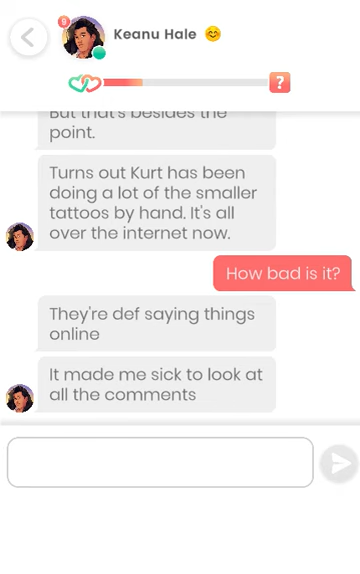 9
Keanu Hale 😊
?
But that's besides the
point.
Turns out Kurt has been
doing a lot of the smaller
tattoos by hand. It's all
over the internet now.
How bad is it?
They're def saying things
online
It made me sick to look at
all the comments